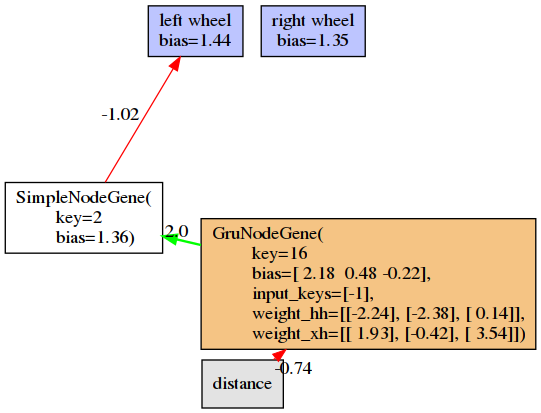 left wheel
bias=1.44
right wheel
bias=1.35
-1.02
SimpleNodeGene(
key=2
bias=1.36)
2.0
GruNodeGene(
key=16
bias=[ 2.18  0.48 -0.22],
input_keys=[-1],
weight_hh=[[-2.24], [-2.38], [ 0.14]],
weight_xh=[[ 1.93], [-0.42], [ 3.54]])
-0.74
distance